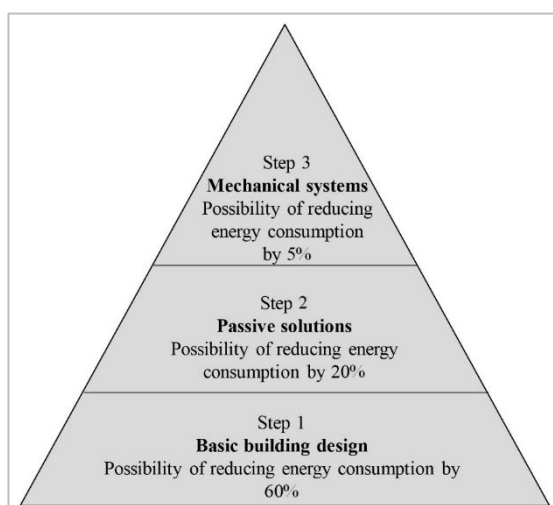 Step 3
Mechanical systems
Possibility of reducing
energy consumption
by 5%
Step 2
Passive solutions
Possibility of reducing energy
consumption by 20%
Step 1
Basic building design
Possibility of reducing energy consumption by
60%